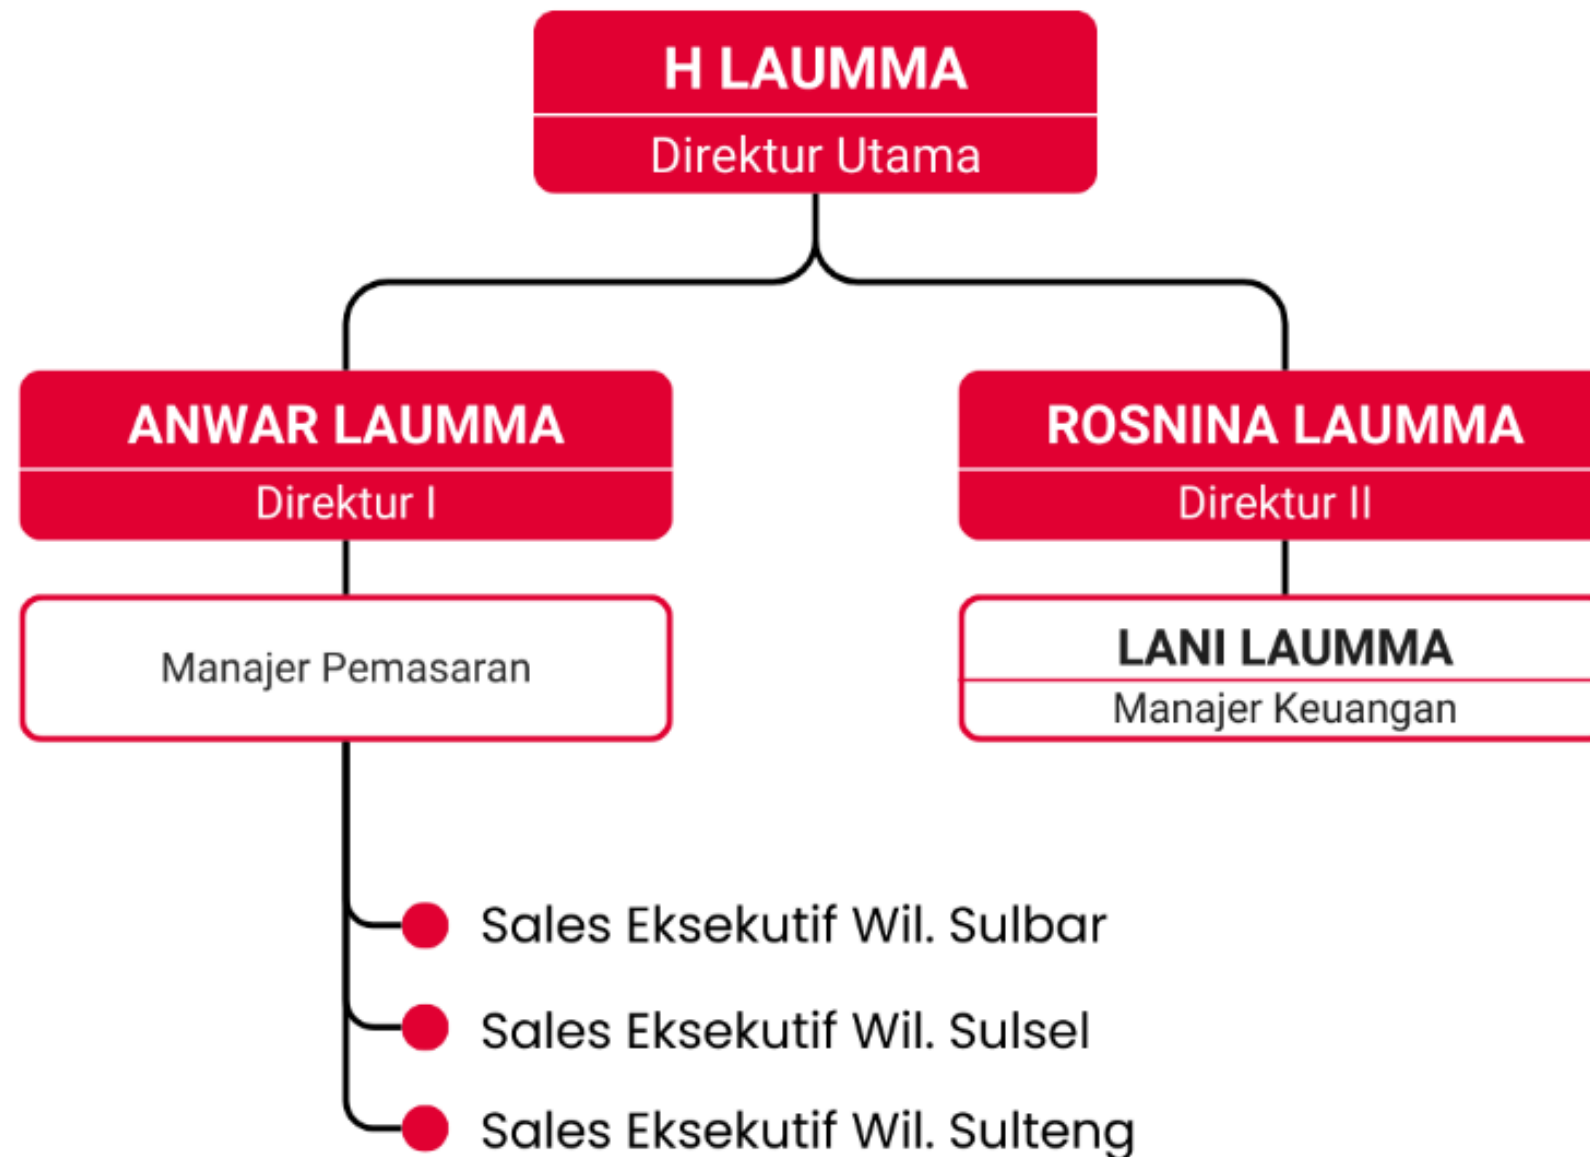 H LAUMMA
Direktur Utama
ANWAR LAUMMA
Direktur I
ROSNINA LAUMMA
Direktur II
Manajer Pemasaran
LANI LAUMMA
Manajer Keuangan
Sales Eksekutif Wil. Sulbar
Sales Eksekutif Wil. Sulsel
Sales Eksekutif Wil. Sulteng